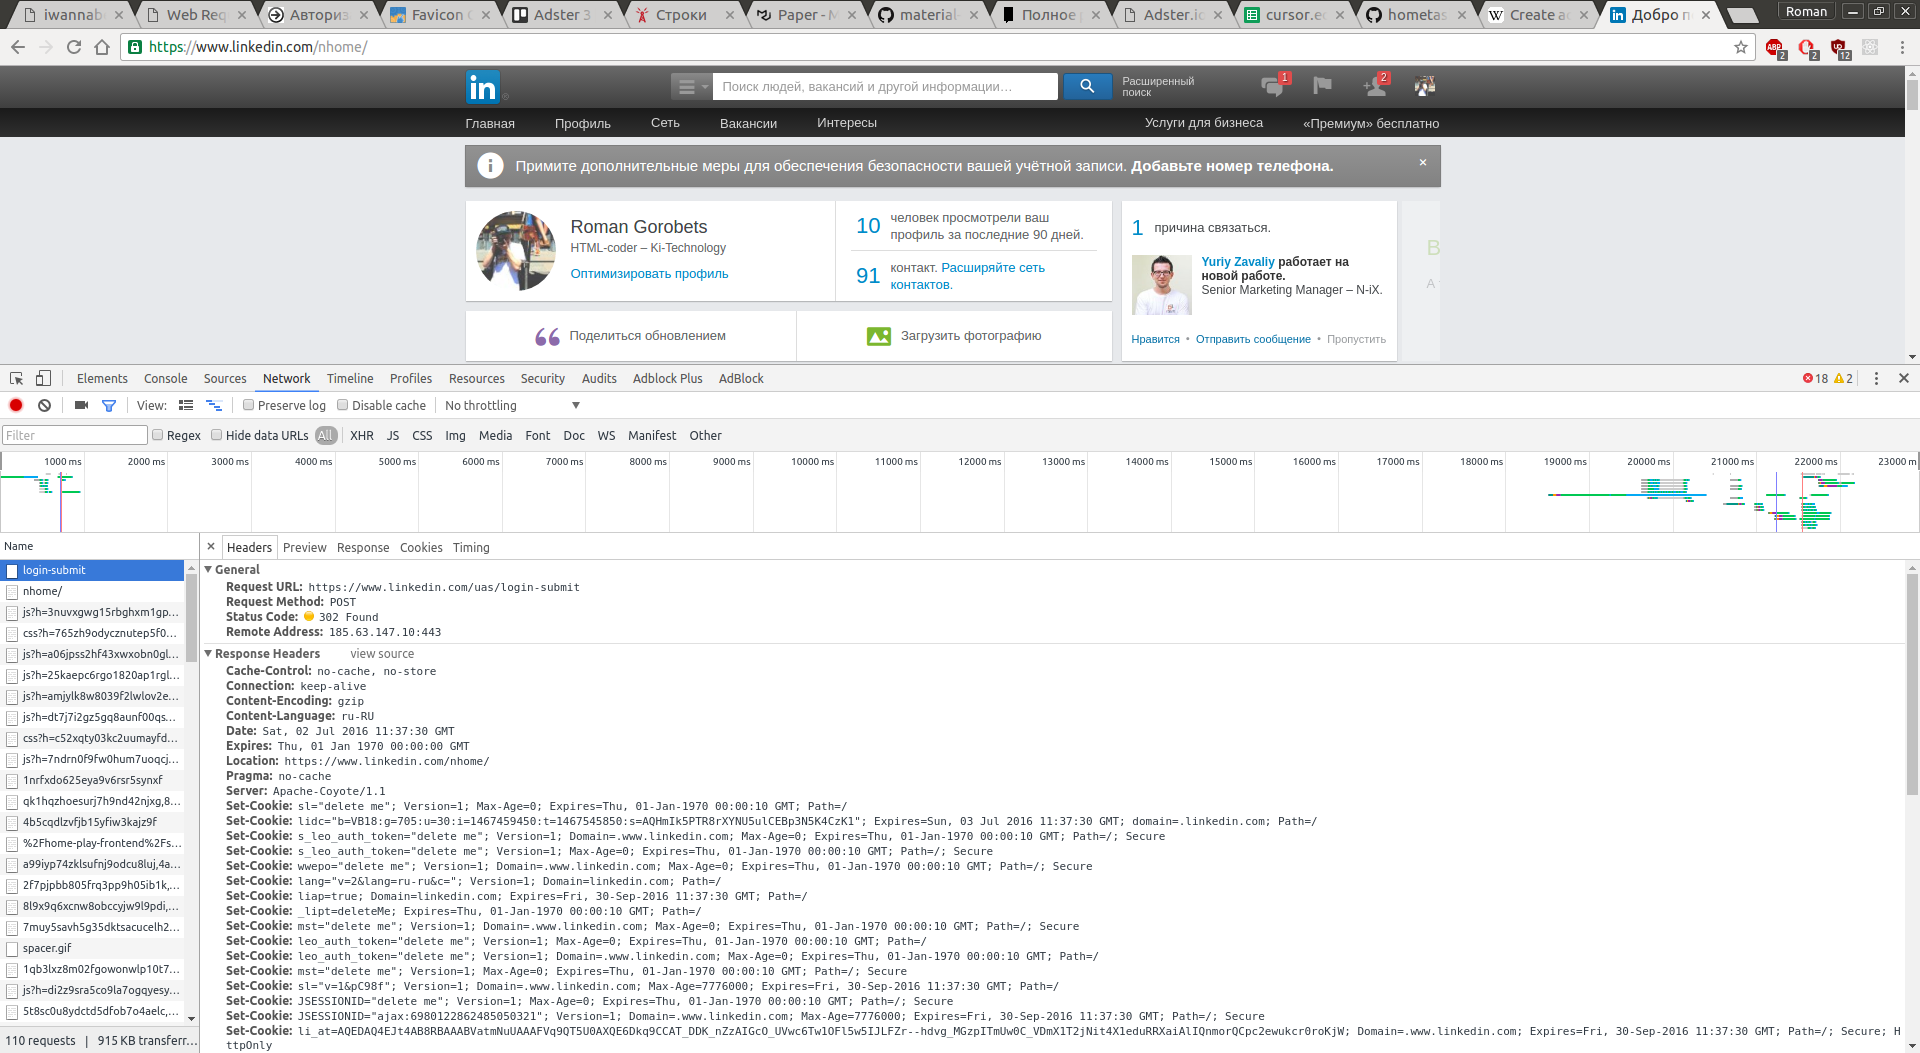 iwannab
Web Req
Авториз
Favicon
Adster 3
Строки
Paper - M
material-
Полное
Adster.io
cursor.ec
hometas
Create ac
Добро п
Roman
https://www.linkedin.com/nhome/
2
2
12
in
Поиск людей, вакансий и другой информации…
Расширенный
поиск
1
2
Главная
Профиль
Сеть
Вакансии
Интересы
Услуги для бизнеса
«Премиум» бесплатно
Примите дополнительные меры для обеспечения безопасности вашей учётной записи. Добавьте номер телефона.
Roman Gorobets
HTML-coder – Ki-Technology
Оптимизировать профиль
10 человек просмотрели ваш
профиль за последние 90 дней.
91 контакт. Расширяйте сеть
контактов.
1 причина связаться.
Yuriy Zavaliy работает на
новой работе.
Senior Marketing Manager – N-iX.
Нравится • Отправить сообщение • Пропустить
Поделиться обновлением
Загрузить фотографию
Elements Console Sources Network Timeline Profiles Resources Security Audits Adblock Plus AdBlock
18 2
View: Preserve log Disable cache No throttling
Filter Regex Hide data URLs All XHR JS CSS Img Media Font Doc WS Manifest Other
1000 ms 2000 ms 3000 ms 4000 ms 5000 ms 6000 ms 7000 ms 8000 ms 9000 ms 10000 ms 11000 ms 12000 ms 13000 ms 14000 ms 15000 ms 16000 ms 17000 ms 18000 ms 19000 ms 20000 ms 21000 ms 22000 ms 23000 m
Name
login-submit
nhome/
js?h=3nuvxgwg15rbghxm1gp…
css?h=765zh9odycznutep5f0…
js?h=a06jpss2hf43xwxobn0gl…
js?h=25kaepc6rgo1820ap1rgl…
js?h=amjylk8w8039f2lwlov2e…
js?h=dt7j7i2gz5gq8aunf00qs…
css?h=c52xqty03kc2uumayfd…
js?h=7ndrn0f9fw0hum7uoqcj…
1nrfxdo625eya9v6rsr5synxf
qk1hqzhoesurj7h9nd42njxg,8…
4b5cqdlzvfjb15yfiw3kajz9f
%2Fhome-play-frontend%2Fs…
a99iyp74zklsufnj9odcu8luj,4a…
2f7pjpbb805frq3pp9h05ib1k,…
8l9x9q6xcnw8obccyjw9l9pdi,…
7muy5savh5g35dktsacucelh2…
spacer.gif
1qb3lxz8m02fgowonwlp10t7…
js?h=di2z9sra5co9la7ogqyesy…
5t8sc0u8ydctd5dfob7o4aelc,…
110 requests | 915 KB transferr…
Headers Preview Response Cookies Timing
General
Request URL: https://www.linkedin.com/uas/login-submit
Request Method: POST
Status Code: 302 Found
Remote Address: 185.63.147.10:443
Response Headers view source
Cache-Control: no-cache, no-store
Connection: keep-alive
Content-Encoding: gzip
Content-Language: ru-RU
Date: Sat, 02 Jul 2016 11:37:30 GMT
Expires: Thu, 01 Jan 1970 00:00:00 GMT
Location: https://www.linkedin.com/nhome/
Pragma: no-cache
Server: Apache-Coyote/1.1
Set-Cookie: sl="delete me"; Version=1; Max-Age=0; Expires=Thu, 01-Jan-1970 00:00:10 GMT; Path=/
Set-Cookie: lidc="b=VB18:g=705:u=30:i=1467459450:t=1467545850:s=AQHmIk5PTR8rXYNU5ulCEBp3N5K4CzK1"; Expires=Sun, 03 Jul 2016 11:37:30 GMT; domain=.linkedin.com; Path=/
Set-Cookie: s_leo_auth_token="delete me"; Version=1; Domain=.www.linkedin.com; Max-Age=0; Expires=Thu, 01-Jan-1970 00:00:10 GMT; Path=/; Secure
Set-Cookie: s_leo_auth_token="delete me"; Version=1; Max-Age=0; Expires=Thu, 01-Jan-1970 00:00:10 GMT; Path=/; Secure
Set-Cookie: wwepo="delete me"; Version=1; Domain=.www.linkedin.com; Max-Age=0; Expires=Thu, 01-Jan-1970 00:00:10 GMT; Path=/; Secure
Set-Cookie: lang="v=2&lang=ru-ru&c="; Version=1; Domain=linkedin.com; Path=/
Set-Cookie: liap=true; Domain=linkedin.com; Expires=Fri, 30-Sep-2016 11:37:30 GMT; Path=/
Set-Cookie: _lipt=deleteMe; Expires=Thu, 01-Jan-1970 00:00:10 GMT; Path=/
Set-Cookie: mst="delete me"; Version=1; Domain=.www.linkedin.com; Max-Age=0; Expires=Thu, 01-Jan-1970 00:00:10 GMT; Path=/; Secure
Set-Cookie: leo_auth_token="delete me"; Version=1; Max-Age=0; Expires=Thu, 01-Jan-1970 00:00:10 GMT; Path=/
Set-Cookie: leo_auth_token="delete me"; Version=1; Domain=.www.linkedin.com; Max-Age=0; Expires=Thu, 01-Jan-1970 00:00:10 GMT; Path=/
Set-Cookie: mst="delete me"; Version=1; Max-Age=0; Expires=Thu, 01-Jan-1970 00:00:10 GMT; Path=/; Secure
Set-Cookie: sl="v=1&pC98f"; Version=1; Domain=.www.linkedin.com; Max-Age=7776000; Expires=Fri, 30-Sep-2016 11:37:30 GMT; Path=/
Set-Cookie: JSESSIONID="delete me"; Version=1; Max-Age=0; Expires=Thu, 01-Jan-1970 00:00:10 GMT; Path=/; Secure
Set-Cookie: JSESSIONID="ajax:6980122862485050321"; Version=1; Domain=.www.linkedin.com; Max-Age=7776000; Expires=Fri, 30-Sep-2016 11:37:30 GMT; Path=/; Secure
Set-Cookie: li_at=AQEDAQ4EJt4AB8RBAAABVatmNuUAAAFVq9QT5U0AXQE6Dkq9CCAT_DDK_nZzAIGcO_UVwc6Tw1OFl5w5IJLFZr--hdvg_MGzpITmUw0C_VDmX1T2jNit4X1eduRRXaiAlIQnmorQCpc2ewukcr0roKjW; Domain=.www.linkedin.com; Expires=Fri, 30-Sep-2016 11:37:30 GMT; Path=/; Secure; H
ttpOnly